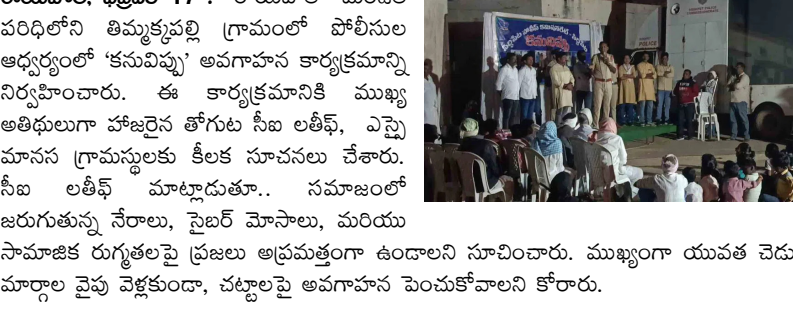 పరిధిలోని తిమ్మక్కపల్లి గ్రామంలో పోలీసుల
ఆధ్వర్యంలో ‘కనువిప్పు’ అవగాహన కార్యక్రమాన్ని
నిర్వహించారు. ఈ కార్యక్రమానికి ముఖ్య
అతిథులుగా హాజరైన తోగుట సీఐ లతీఫ్, ఎస్సై
మానస గ్రామస్థులకు కీలక సూచనలు చేశారు.
సీఐ లతీఫ్ మాట్లాడుతూ.. సమాజంలో
జరుగుతున్న నేరాలు, సైబర్ మోసాలు, మరియు
సామాజిక రుగ్మతలపై ప్రజలు అప్రమత్తంగా ఉండాలని సూచించారు. ముఖ్యంగా యువత చెడు
మార్గాల వైపు వెళ్లకుండా, చట్టాలపై అవగాహన పెంచుకోవాలని కోరారు.
కనువిప్పు
POLICE